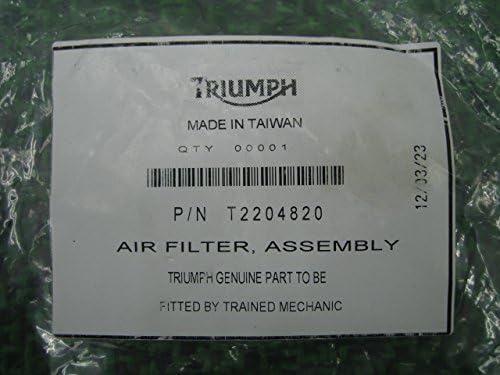 TRIUMPH
MADE IN TAIWAN
QTY 00001
P/N T2204820
AIR FILTER, ASSEMBLY
TRIUMPH GENUINE PART TO BE
FITTED BY TRAINED MECHANIC
12/03/23